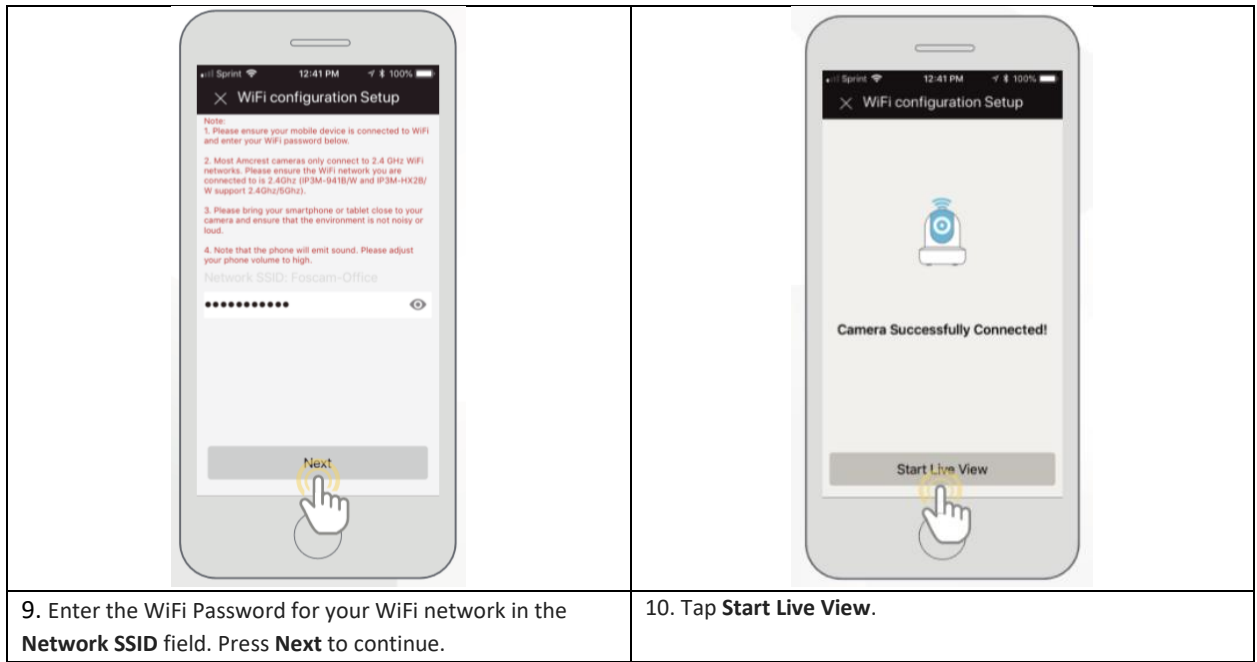 Sprint 12:41 PM 100%
WiFi configuration Setup
Note:
1. Please ensure your mobile device is connected to WiFi
and enter your WiFi password below.
2. Most Amcrest cameras only connect to 2.4 GHz WiFi
networks. Please ensure the WiFi network you are
connected to is 2.4Ghz (IP3M-941B/W and IP3M-HX2B/
W support 2.4Ghz/5Ghz).
3. Please bring your smartphone or tablet close to your
camera and ensure that the environment is not noisy or
loud.
4. Note that the phone will emit sound. Please adjust
your phone volume to high.
Network SSID: Foscam-Office
•••••••••••
Next
9. Enter the WiFi Password for your WiFi network in the
Network SSID field. Press Next to continue.
Sprint 12:41 PM 100%
WiFi configuration Setup
Camera Successfully Connected!
Start Live View
10. Tap Start Live View.